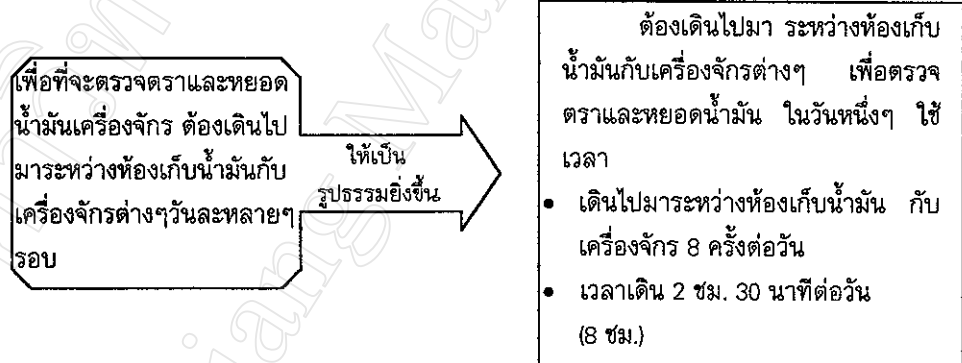 เพื่อที่จะตรวจตราและหยอด
น้ำมันเครื่องจักร ต้องเดินไป
มาระหว่างห้องเก็บน้ำมันกับ
เครื่องจักรต่างๆวันละหลายๆ
รอบ
ให้เป็น
รูปธรรมยิ่งขึ้น
ต้องเดินไปมา ระหว่างห้องเก็บ
น้ำมันกับเครื่องจักรต่างๆ เพื่อตรวจ
ตราและหยอดน้ำมัน ในวันหนึ่งๆ ใช้
เวลา
• เดินไปมาระหว่างห้องเก็บน้ำมัน กับ
เครื่องจักร 8 ครั้งต่อวัน
• เวลาเดิน 2 ชม. 30 นาทีต่อวัน
(8 ชม.)